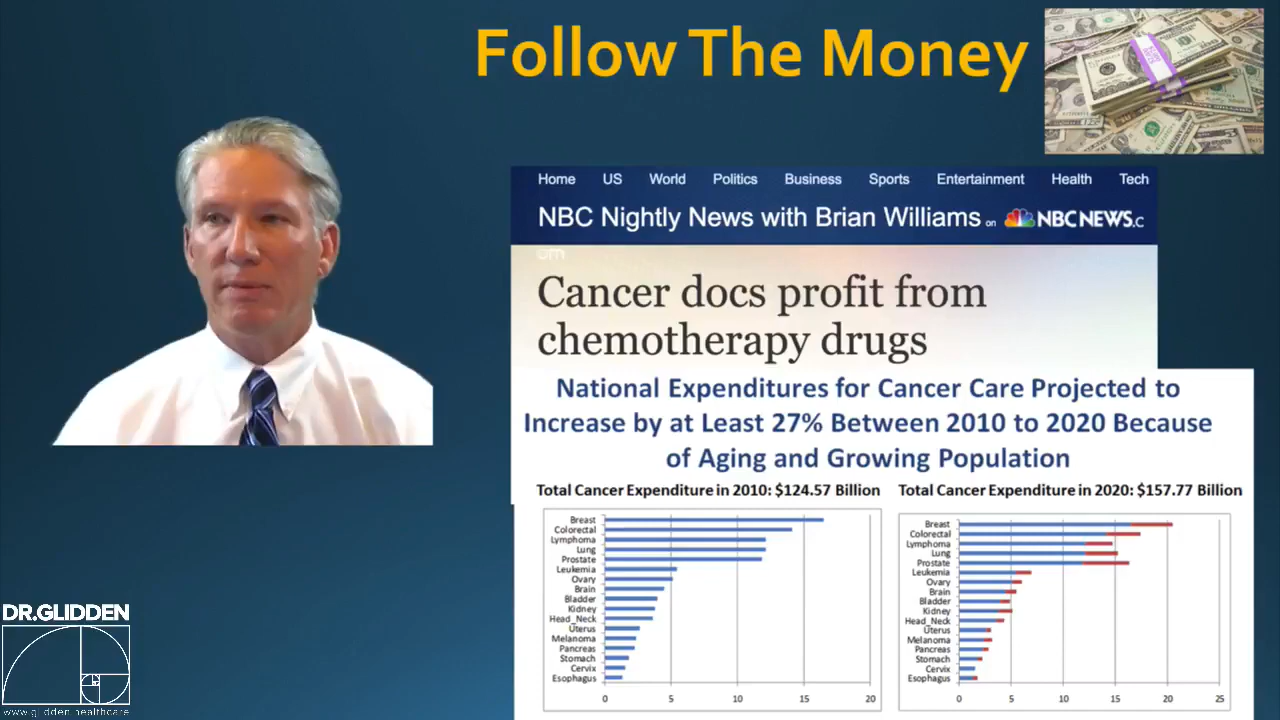 Follow The Money
Home US World Politics Business Sports Entertainment Health Tech
NBC Nightly News with Brian Williams on NBCNEWS.c
om
Cancer docs profit from
chemotherapy drugs
National Expenditures for Cancer Care Projected to
Increase by at Least 27% Between 2010 to 2020 Because
of Aging and Growing Population
Total Cancer Expenditure in 2010: $124.57 Billion
Breast
Colorectal
Lymphoma
Lung
Prostate
Leukemia
Ovary
Brain
Bladder
Kidney
Head_Neck
Uterus
Melanoma
Pancreas
Stomach
Cervix
Esophagus
0 5 10 15 20
Total Cancer Expenditure in 2020: $157.77 Billion
Breast
Colorectal
Lymphoma
Lung
Prostate
Leukemia
Ovary
Brain
Bladder
Kidney
Head_Neck
Uterus
Melanoma
Pancreas
Stomach
Cervix
Esophagus
0 5 10 15 20 25
DR.GLIDDEN
www.glidden.healthcare